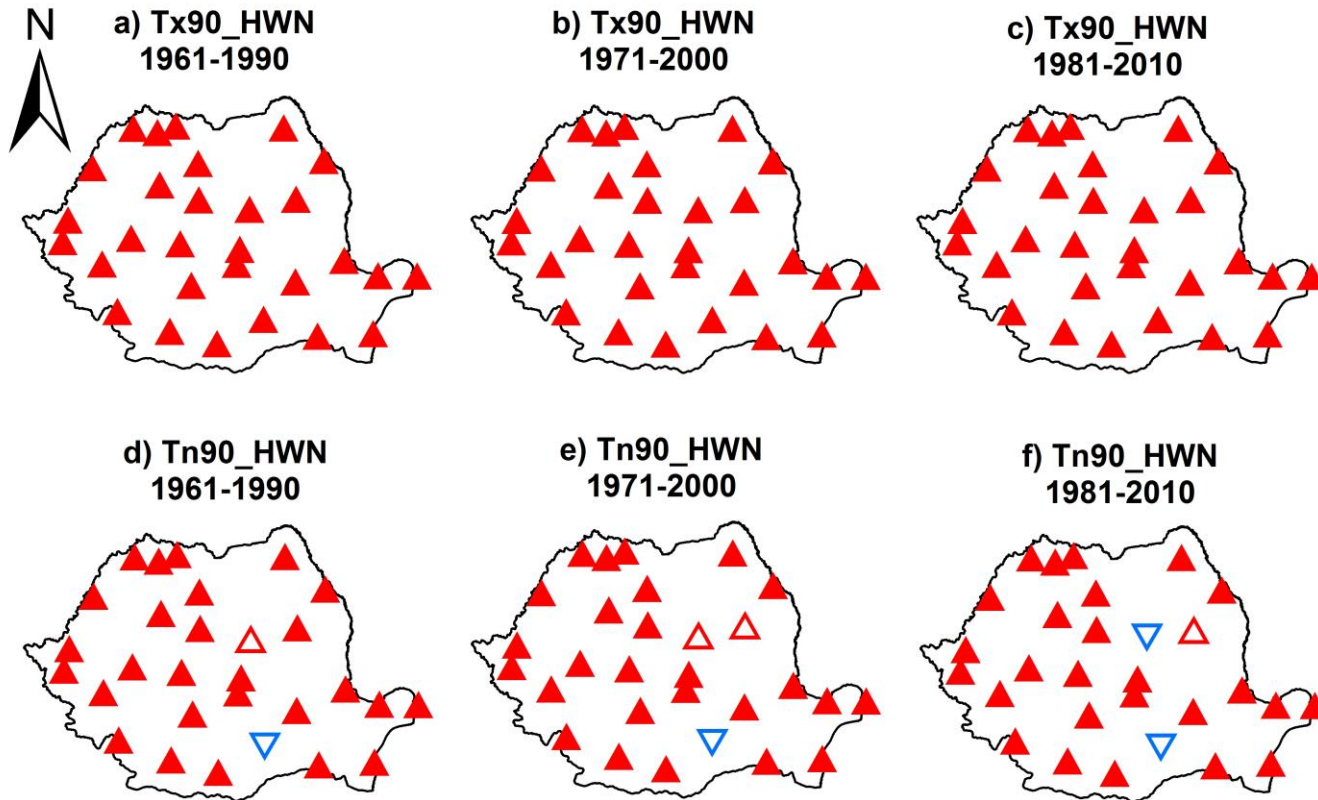 N
a) Tx90_HWN
1961-1990
b) Tx90_HWN
1971-2000
c) Tx90_HWN
1981-2010
d) Tn90_HWN
1961-1990
e) Tn90_HWN
1971-2000
f) Tn90_HWN
1981-2010